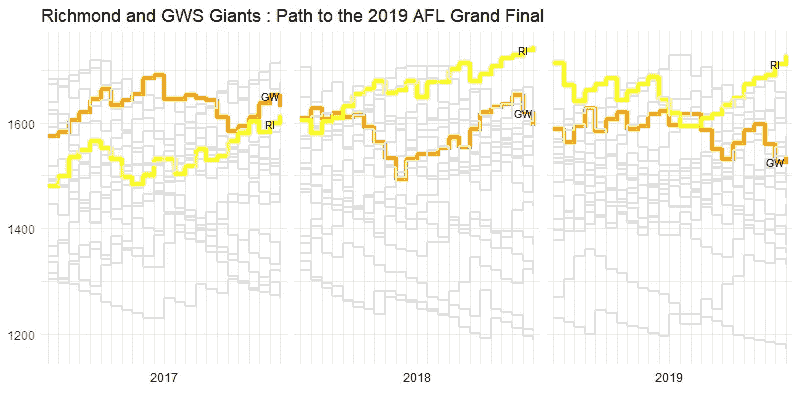 Richmond and GWS Giants : Path to the 2019 AFL Grand Final
RI
RI
GW
1600
GW
RI
GW
1400
1200
2017
2018
2019